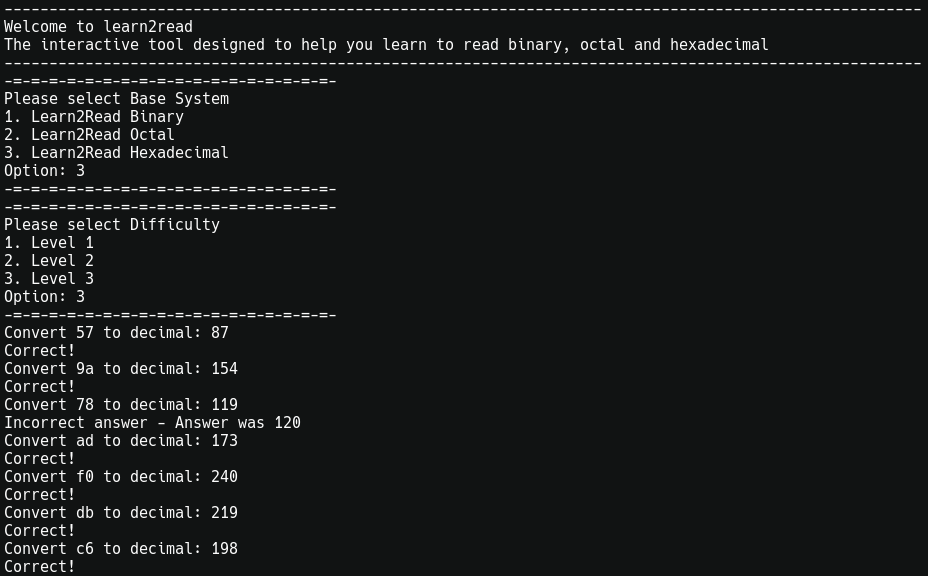 ------------------------------------------------------------------------------------------------------
Welcome to learn2read
The interactive tool designed to help you learn to read binary, octal and hexadecimal
------------------------------------------------------------------------------------------------------
-=-=-=-=-=-=-=-=-=-=-=-=-=-=-=-=-=-=-
Please select Base System
1. Learn2Read Binary
2. Learn2Read Octal
3. Learn2Read Hexadecimal
Option: 3
-=-=-=-=-=-=-=-=-=-=-=-=-=-=-=-=-=-=-
-=-=-=-=-=-=-=-=-=-=-=-=-=-=-=-=-=-=-
Please select Difficulty
1. Level 1
2. Level 2
3. Level 3
Option: 3
-=-=-=-=-=-=-=-=-=-=-=-=-=-=-=-=-=-=-
Convert 57 to decimal: 87
Correct!
Convert 9a to decimal: 154
Correct!
Convert 78 to decimal: 119
Incorrect answer - Answer was 120
Convert ad to decimal: 173
Correct!
Convert f0 to decimal: 240
Correct!
Convert db to decimal: 219
Correct!
Convert c6 to decimal: 198
Correct!